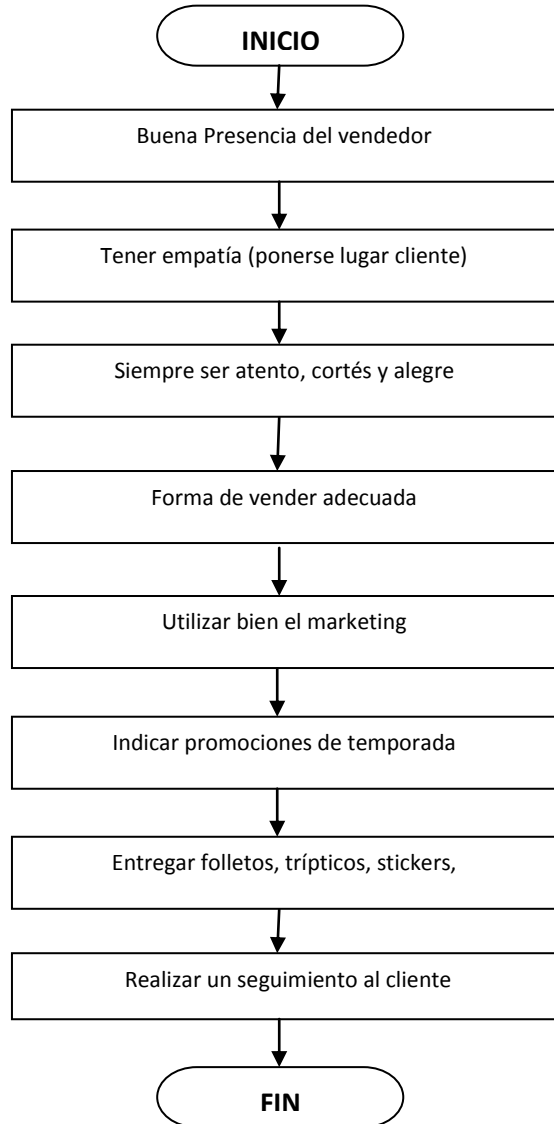 INICIO
Buena Presencia del vendedor
Tener empatía (ponerse lugar cliente)
Siempre ser atento, cortés y alegre
Forma de vender adecuada
Utilizar bien el marketing
Indicar promociones de temporada
Entregar folletos, trípticos, stickers,
Realizar un seguimiento al cliente
FIN